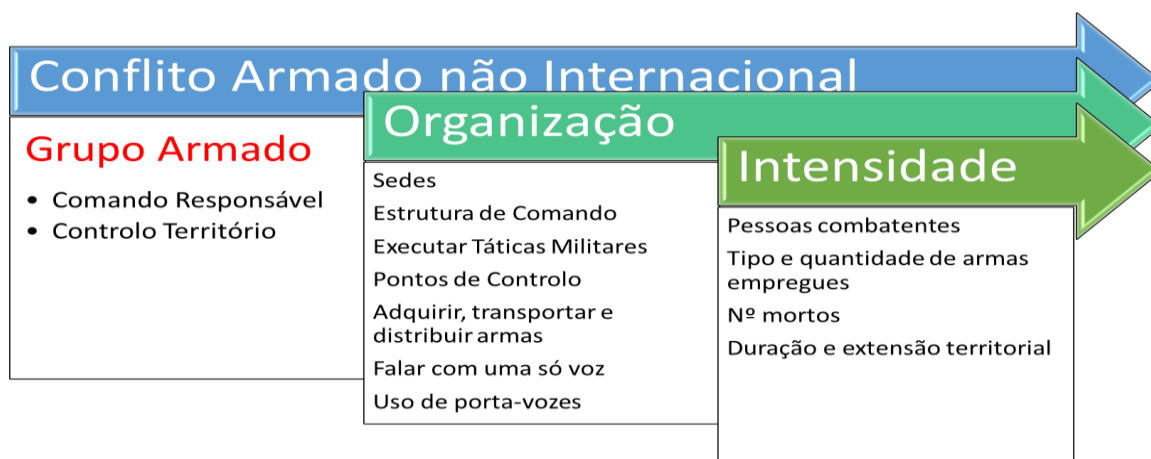 Conflito Armado não Internacional
Grupo Armado
• Comando Responsável
• Controlo Território
Organização
Sedes
Estrutura de Comando
Executar Táticas Militares
Pontos de Controlo
Adquirir, transportar e
distribuir armas
Falar com uma só voz
Uso de porta-vozes
Intensidade
Pessoas combatentes
Tipo e quantidade de armas
empregues
Nº mortos
Duração e extensão territorial